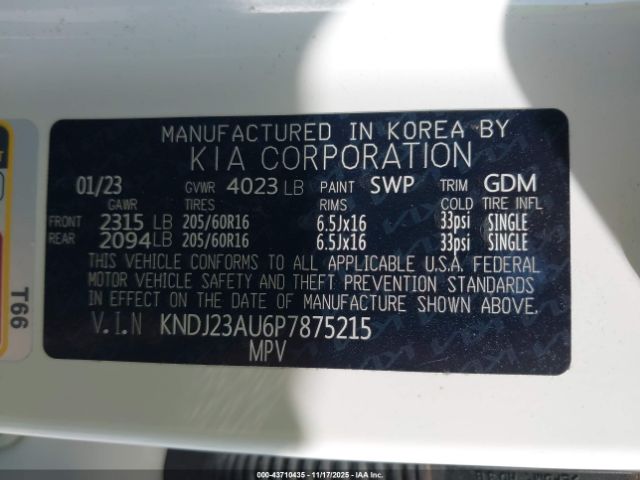 MANUFACTURED IN KOREA BY
KIA CORPORATION
01/23 GVWR 4023 LB PAINT SWP TRIM GDM
GAWR TIRES RIMS COLD TIRE INFL
FRONT 2315 LB 205/60R16 6.5Jx16 33psi SINGLE
REAR 2094 LB 205/60R16 6.5Jx16 33psi SINGLE
THIS VEHICLE CONFORMS TO ALL APPLICABLE U.S.A. FEDERAL
MOTOR VEHICLE SAFETY AND THEFT PREVENTION STANDARDS
IN EFFECT ON THE DATE OF MANUFACTURE SHOWN ABOVE.
V.I.N KNDJ23AU6P7875215
MPV
T66
000-43710435 - 11/17/2025 - IAA Inc.